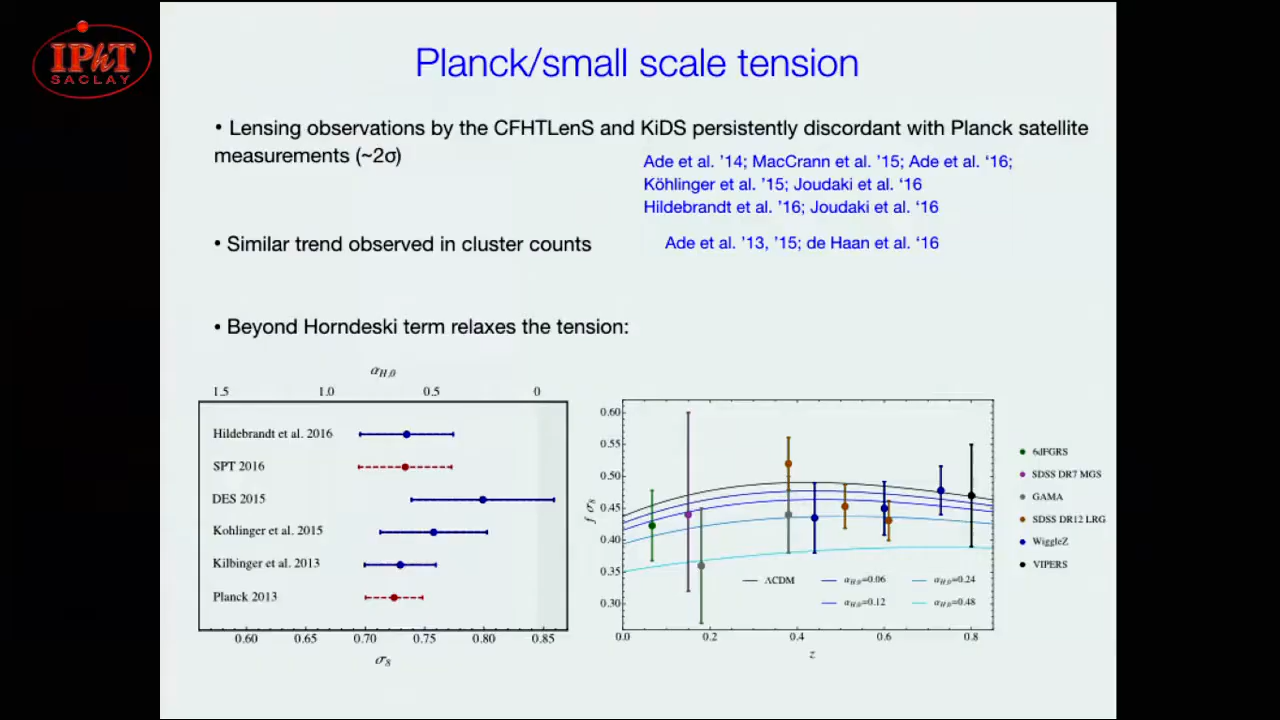 IPhT
SACLAY
Planck/small scale tension
• Lensing observations by the CFHTLenS and KiDS persistently discordant with Planck satellite
measurements (~2σ)
Ade et al. ’14; MacCrann et al. ’15; Ade et al. ‘16;
Köhlinger et al. ’15; Joudaki et al. ‘16
Hildebrandt et al. ’16; Joudaki et al. ‘16
• Similar trend observed in cluster counts
Ade et al. ’13, ’15; de Haan et al. ‘16
• Beyond Horndeski term relaxes the tension:
α_H,0
1.5 1.0 0.5 0
Hildebrandt et al. 2016
SPT 2016
DES 2015
Kohlinger et al. 2015
Kilbinger et al. 2013
Planck 2013
0.60 0.65 0.70 0.75 0.80 0.85
σ8
f σ8
0.60
0.55
0.50
0.45
0.40
0.35
0.30
ΛCDM α_H,0=0.06 α_H,0=0.24
α_H,0=0.12 α_H,0=0.48
0.0 0.2 0.4 0.6 0.8
z
6dFGRS
SDSS DR7 MGS
GAMA
SDSS DR12 LRG
WiggleZ
VIPERS